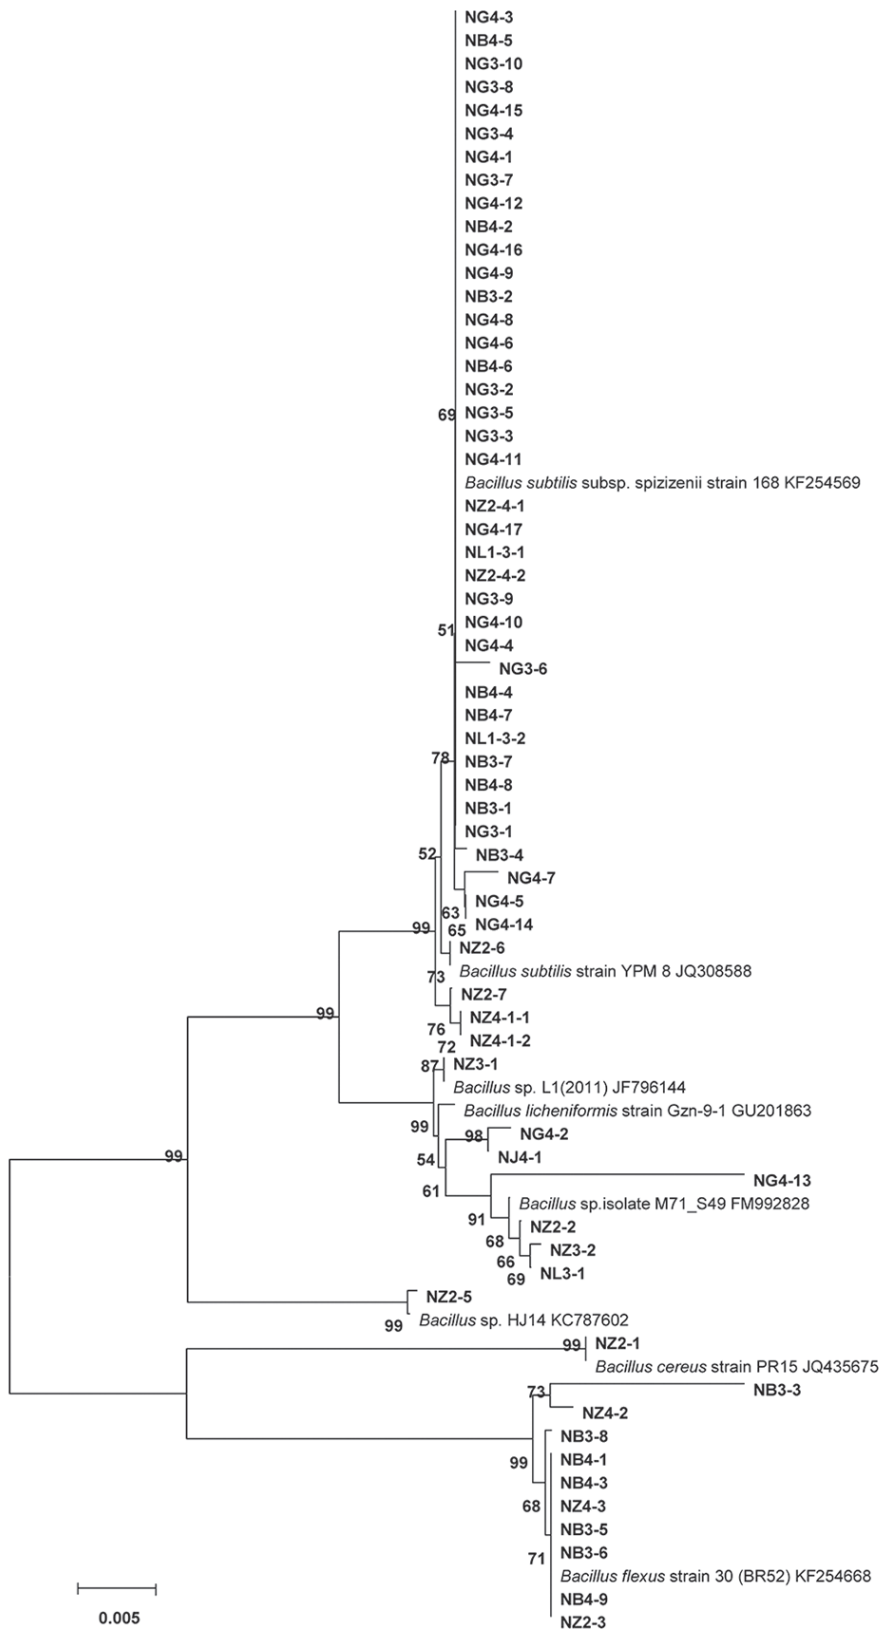 NG4-3
NB4-5
NG3-10
NG3-8
NG4-15
NG3-4
NG4-1
NG3-7
NG4-12
NB4-2
NG4-16
NG4-9
NB3-2
NG4-8
NG4-6
NB4-6
NG3-2
69
NG3-5
NG3-3
NG4-11
Bacillus subtilis subsp. spizizenii strain 168 KF254569
NZ2-4-1
NG4-17
NL1-3-1
NZ2-4-2
NG3-9
NG4-10
51
NG4-4
NG3-6
NB4-4
NB4-7
NL1-3-2
78
NB3-7
NB4-8
NB3-1
NG3-1
52
NB3-4
NG4-7
NG4-5
63
NG4-14
99
65
NZ2-6
Bacillus subtilis strain YPM 8 JQ308588
73
NZ2-7
99
NZ4-1-1
76
NZ4-1-2
72
NZ3-1
87
Bacillus sp. L1(2011) JF796144
Bacillus licheniformis strain Gzn-9-1 GU201863
99
NG4-2
98
NJ4-1
99
54
NG4-13
61
Bacillus sp.isolate M71_S49 FM992828
91
NZ2-2
68
NZ3-2
66
NL3-1
69
NZ2-5
Bacillus sp. HJ14 KC787602
99
NZ2-1
99
Bacillus cereus strain PR15 JQ435675
NB3-3
73
NZ4-2
NB3-8
NB4-1
99
NB4-3
NZ4-3
68
NB3-5
NB3-6
71
Bacillus flexus strain 30 (BR52) KF254668
NB4-9
NZ2-3
0.005